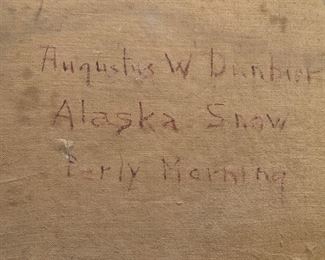 Augustus W Dunbier
Alaska Snow
Early Morning